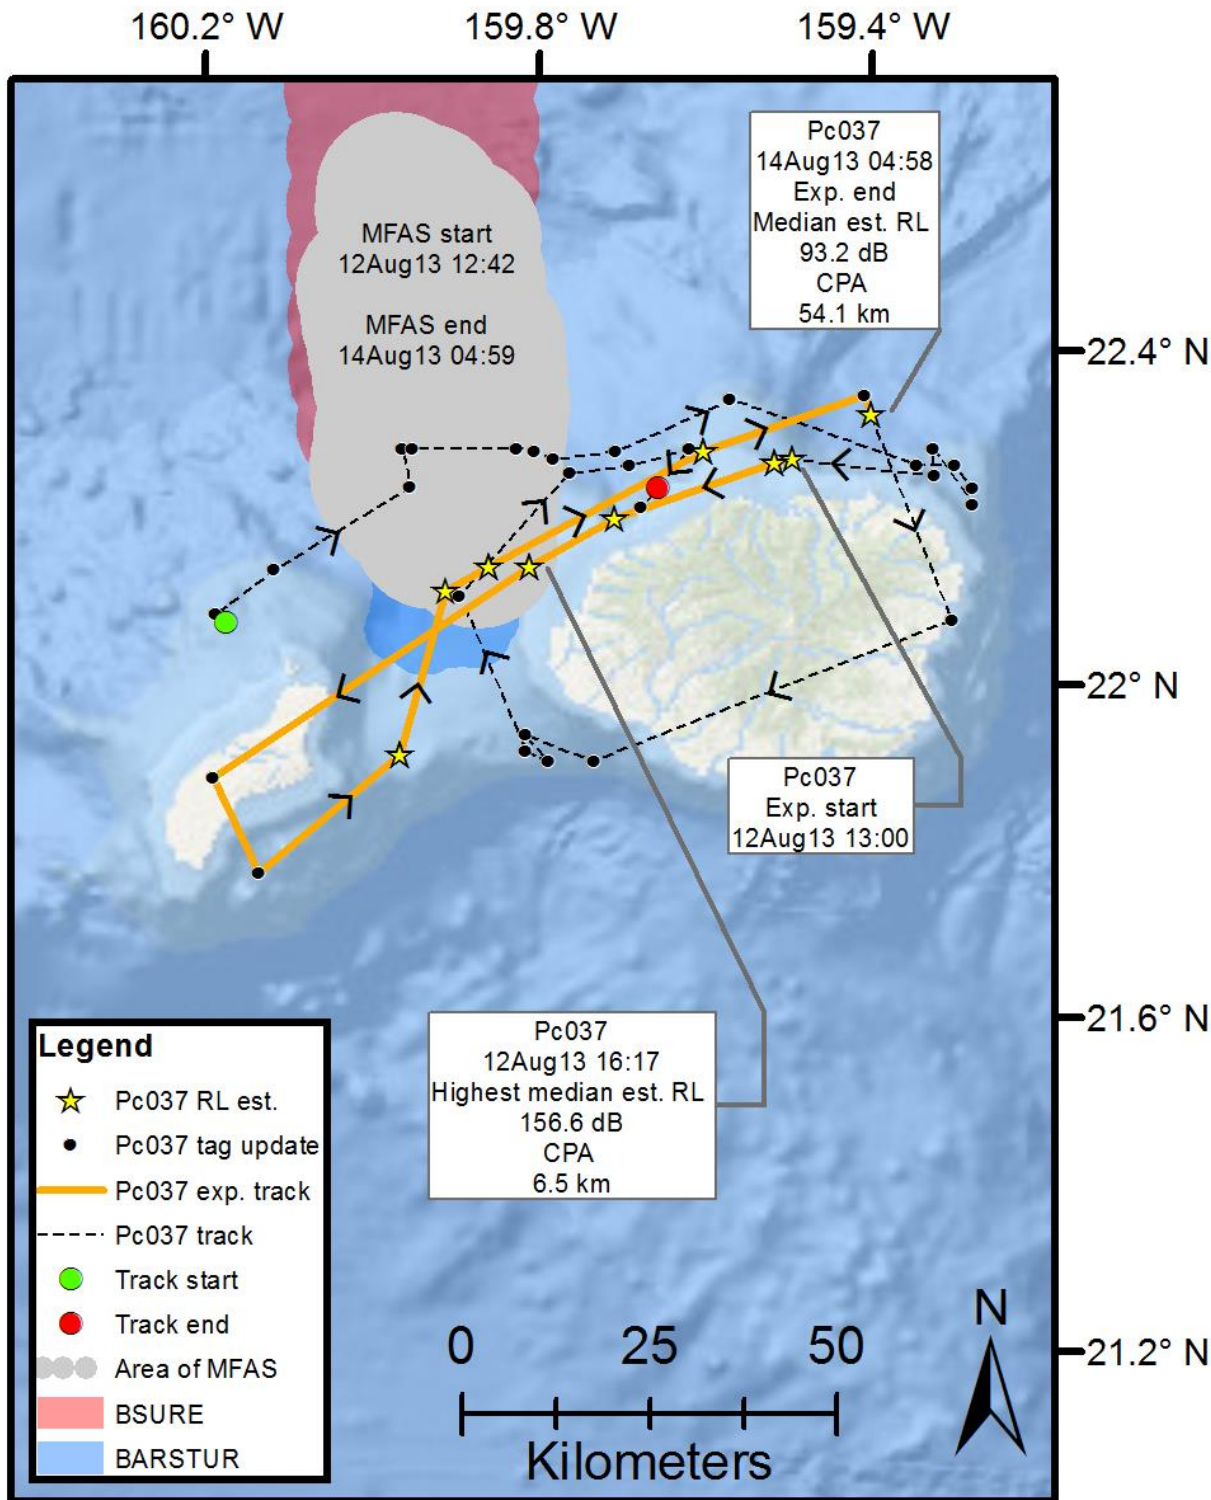 160.2° W
159.8° W
159.4° W
Pc037
14Aug13 04:58
Exp. end
Median est. RL
93.2 dB
CPA
54.1 km
MFAS start
12Aug13 12:42
MFAS end
14Aug13 04:59
22.4° N
22° N
Pc037
Exp. start
12Aug13 13:00
21.6° N
Pc037
12Aug13 16:17
Highest median est. RL
156.6 dB
CPA
6.5 km
Legend
Pc037 RL est.
Pc037 tag update
Pc037 exp. track
Pc037 track
Track start
Track end
Area of MFAS
BSURE
BARSTUR
0 25 50
Kilometers
N
21.2° N